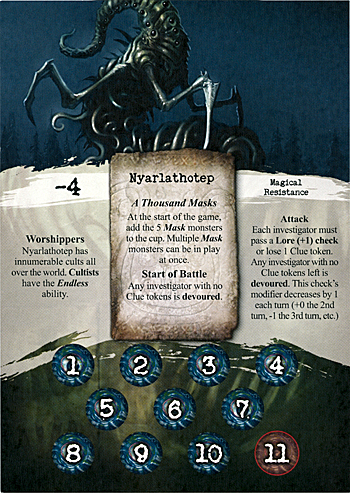 Nyarlathotep
A Thousand Masks
At the start of the game,
add the 5 Mask monsters
to the cup. Multiple Mask
monsters can be in play
at once.
Start of Battle
Any investigator with no
Clue tokens is devoured.
-4
Worshippers
Nyarlathotep has
innumerable cults all
over the world. Cultists
have the Endless
ability.
Magical
Resistance
Attack
Each investigator must
pass a Lore (+1) check
or lose 1 Clue token.
Any investigator with no
Clue tokens left is
devoured. This check's
modifier decreases by 1
each turn (+0 the 2nd
turn, -1 the 3rd turn, etc.)
1 2 3 4
5 6 7
8 9 10 11